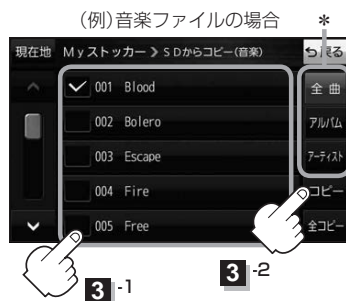 (例)音楽ファイルの場合 *
現在地 Myストッカー > SDからコピー(音楽) 戻る
001 Blood 全曲
002 Bolero アルバム
003 Escape アーティスト
004 Fire コピー
005 Free 全コピー
3 -1 3 -2